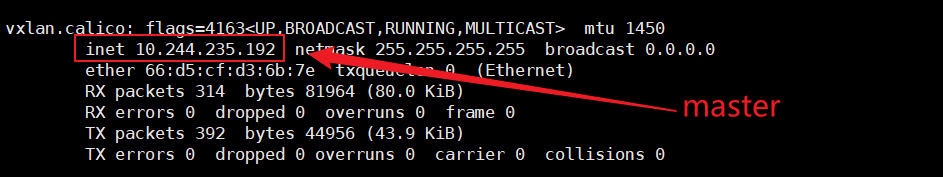 vxlan.calico: flags=4163<UP,BROADCAST,RUNNING,MULTICAST>  mtu 1450
        inet 10.244.235.192  netmask 255.255.255.255  broadcast 0.0.0.0
        ether 66:d5:cf:d3:6b:7e  txqueuelen 0  (Ethernet)
        RX packets 314  bytes 81964 (80.0 KiB)
        RX errors 0  dropped 0  overruns 0  frame 0
master
        TX packets 392  bytes 44956 (43.9 KiB)
        TX errors 0  dropped 0 overruns 0  carrier 0  collisions 0